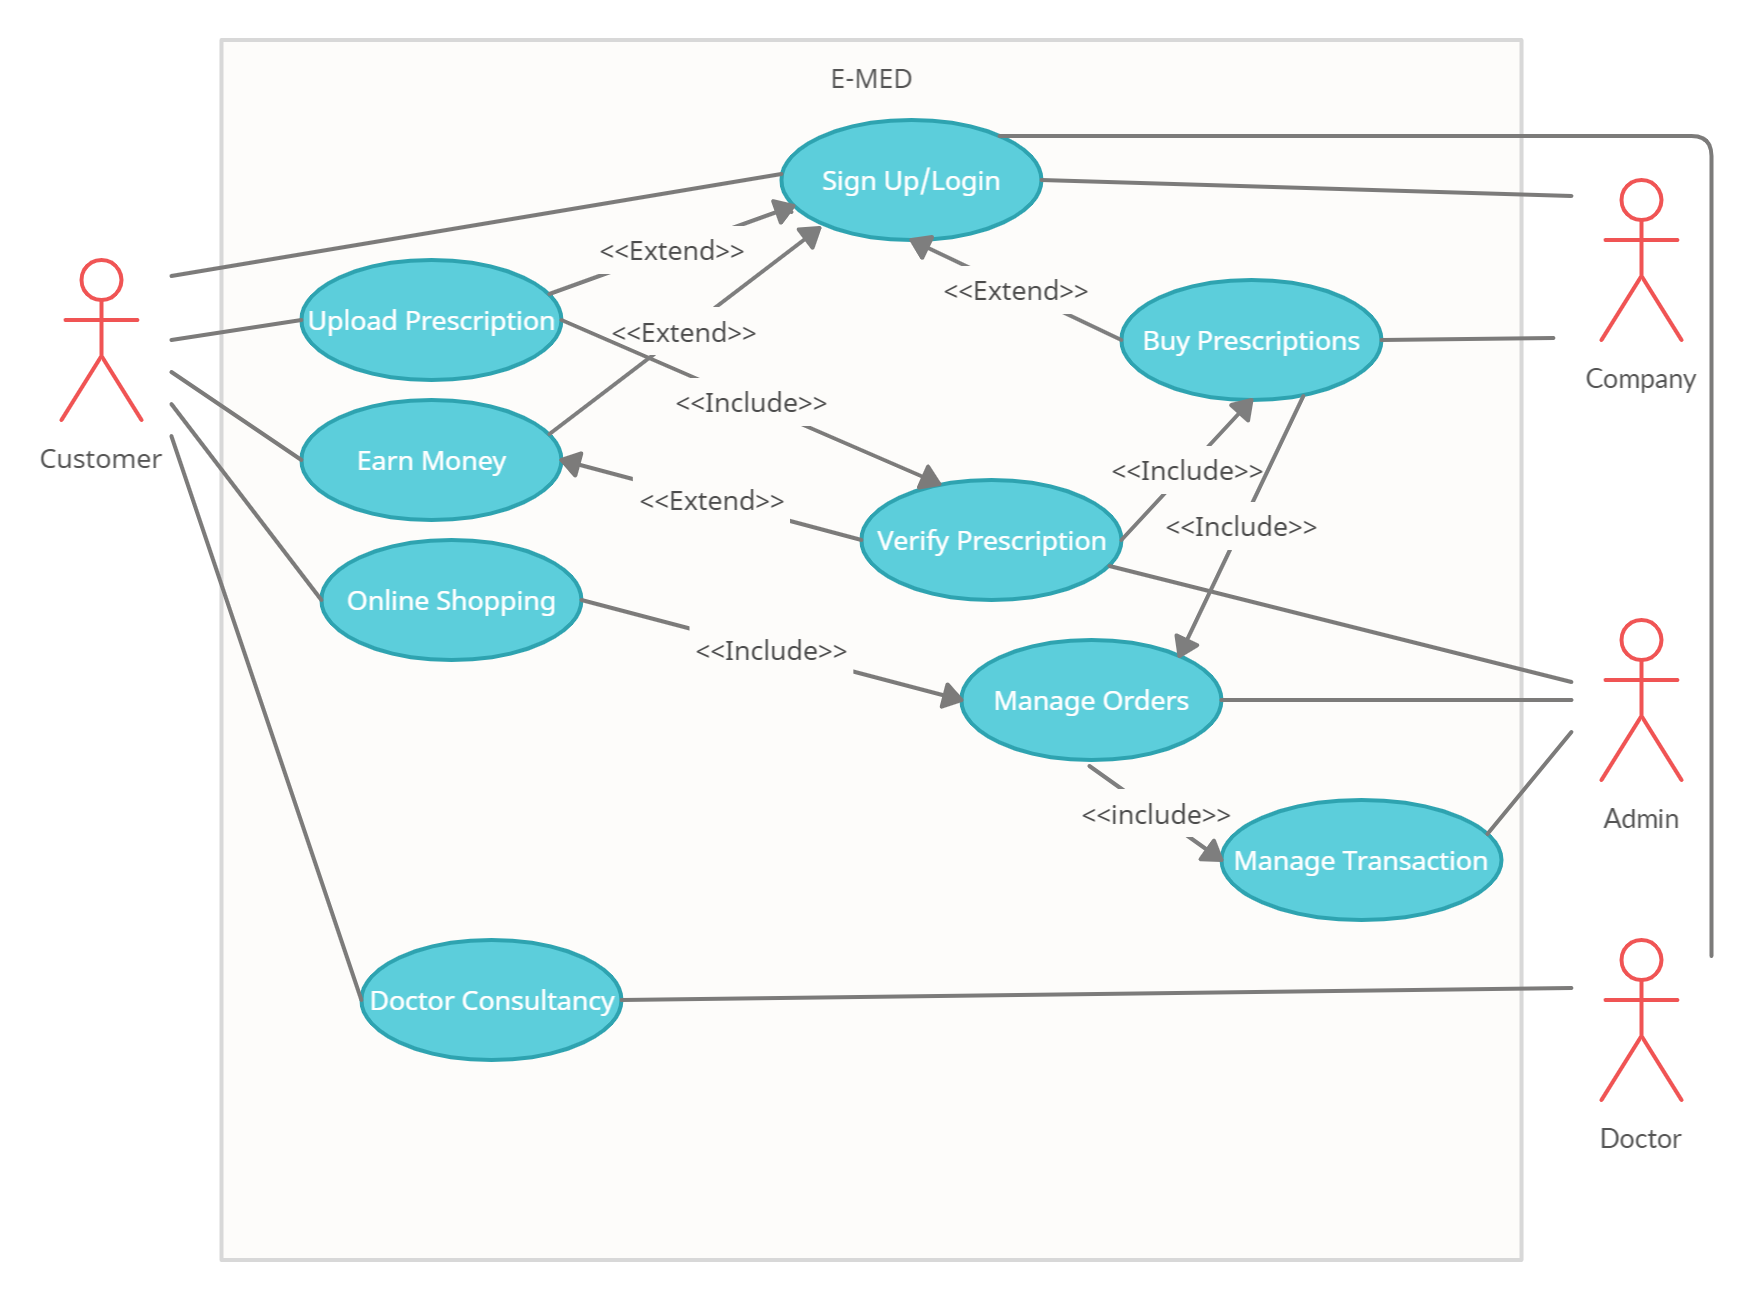 E-MED
Sign Up/Login
<<Extend>>
<<Extend>>
Upload Prescription
<<Extend>>
Buy Prescriptions
Company
<<Include>>
Customer
Earn Money
<<Include>>
<<Extend>>
<<Include>>
Verify Prescription
Online Shopping
<<Include>>
Manage Orders
<<include>>
Admin
Manage Transaction
Doctor Consultancy
Doctor